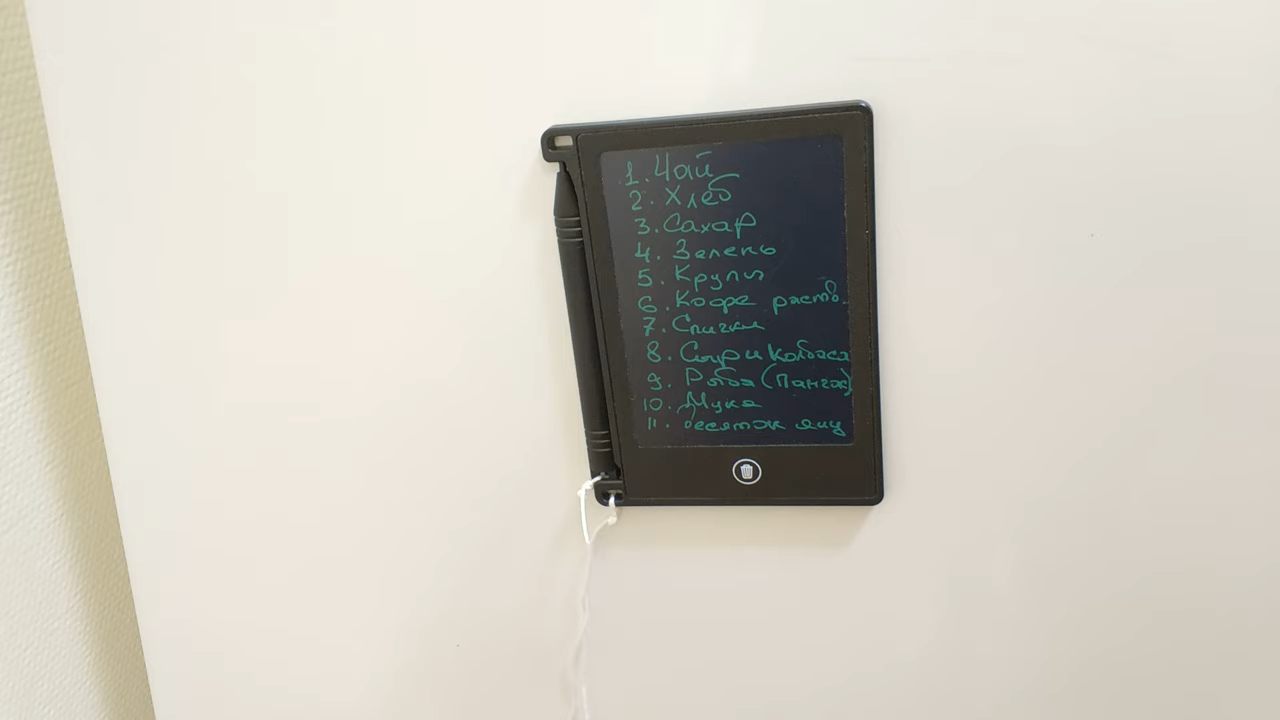 1. Чай
2. Хлеб
3. Сахар
4. Зелень
5. Крупы
6. Кофе раств.
7. Спички
8. Сыр и колбаса
9. Рыба (Пангас)
10. Мука
11. Десяток яиц